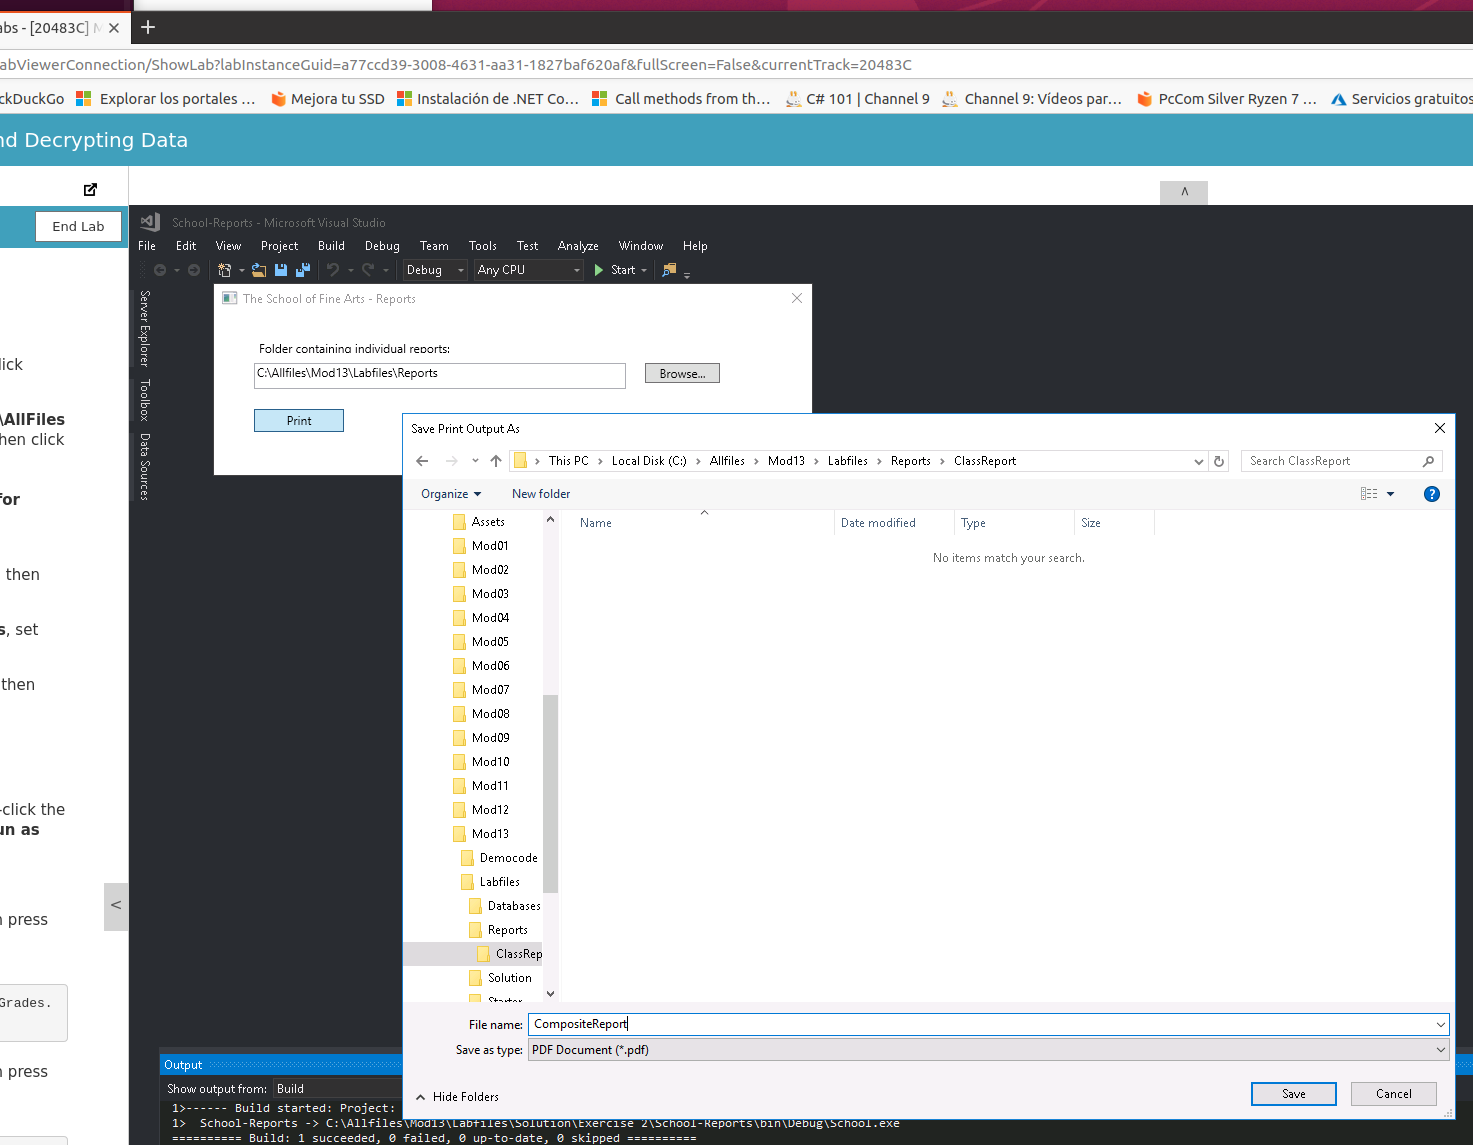 abs - [20483C] M
abViewerConnection/ShowLab?labInstanceGuid=a77ccd39-3008-4631-aa31-1827baf620af&fullScreen=False&currentTrack=20483C
ckDuckGo Explorar los portales ... Mejora tu SSD Instalación de .NET Co... Call methods from th... C# 101 | Channel 9 Channel 9: Vídeos par... PcCom Silver Ryzen 7 ... Servicios gratuitos
nd Decrypting Data
End Lab
School-Reports - Microsoft Visual Studio
File Edit View Project Build Debug Team Tools Test Analyze Window Help
Debug Any CPU Start
Server Explorer
Toolbox
Data Sources
The School of Fine Arts - Reports
Folder containing individual reports:
C:\Allfiles\Mod13\Labfiles\Reports
Browse...
Print
lick
\AllFiles
hen click
for
then
s, set
then
-click the
un as
n press
Grades.
n press
Save Print Output As
This PC > Local Disk (C:) > Allfiles > Mod13 > Labfiles > Reports > ClassReport
Search ClassReport
Organize New folder
Name Date modified Type Size
No items match your search.
Assets
Mod01
Mod02
Mod03
Mod04
Mod05
Mod06
Mod07
Mod08
Mod09
Mod10
Mod11
Mod12
Mod13
Democode
Labfiles
Databases
Reports
ClassRep
Solution
Starter
File name: CompositeReport
Save as type: PDF Document (*.pdf)
Hide Folders
Save
Cancel
Output
Show output from: Build
1>------ Build started: Project:
1>  School-Reports -> C:\Allfiles\Mod13\Labfiles\Solution\Exercise 2\School-Reports\bin\Debug\School.exe
========== Build: 1 succeeded, 0 failed, 0 up-to-date, 0 skipped ==========